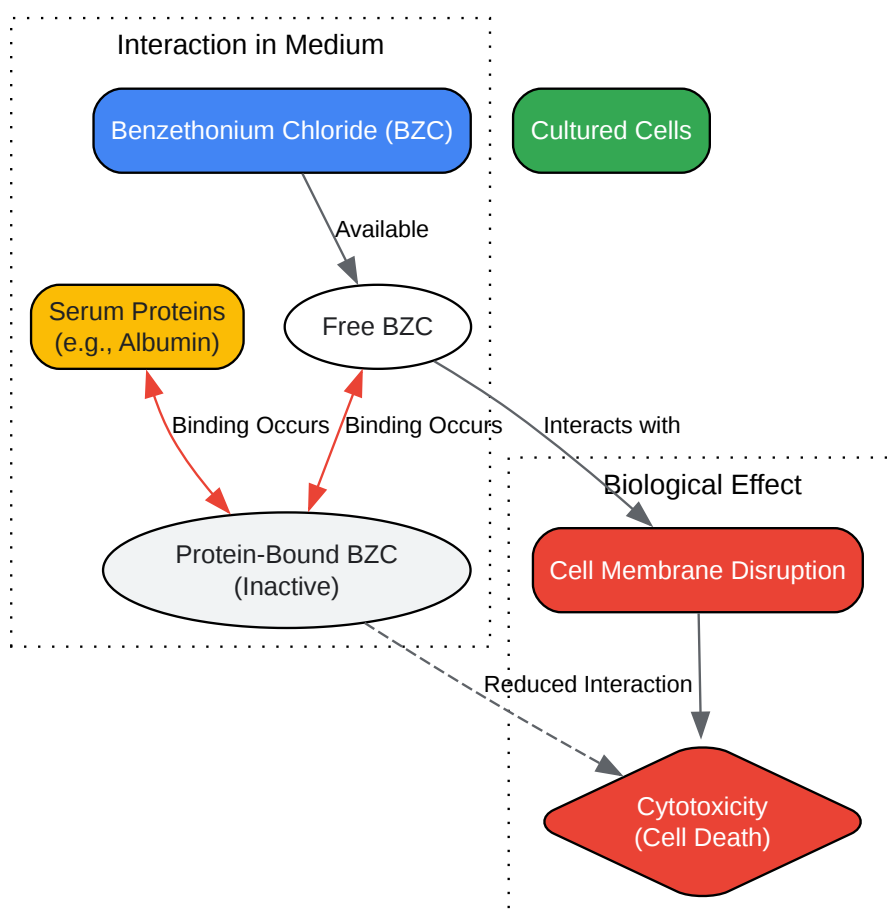 Interaction in Medium
Benzethonium Chloride (BZC)
Cultured Cells
Available
Serum Proteins
(e.g., Albumin)
Free BZC
Binding Occurs
Binding Occurs
Interacts with
Biological Effect
Protein-Bound BZC
(Inactive)
Cell Membrane Disruption
Reduced Interaction
Cytotoxicity
(Cell Death)